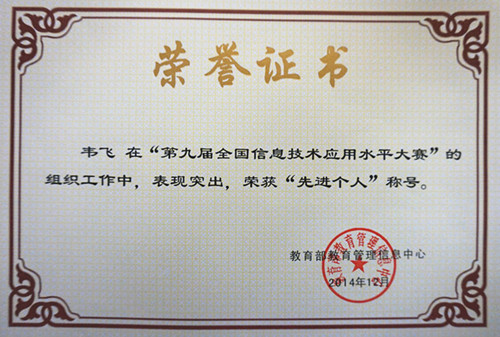 荣誉证书
韦飞 在“第九届全国信息技术应用水平大赛”的
组织工作中，表现突出，荣获“先进个人”称号。
教育部教育管理信息中心
2014年12月